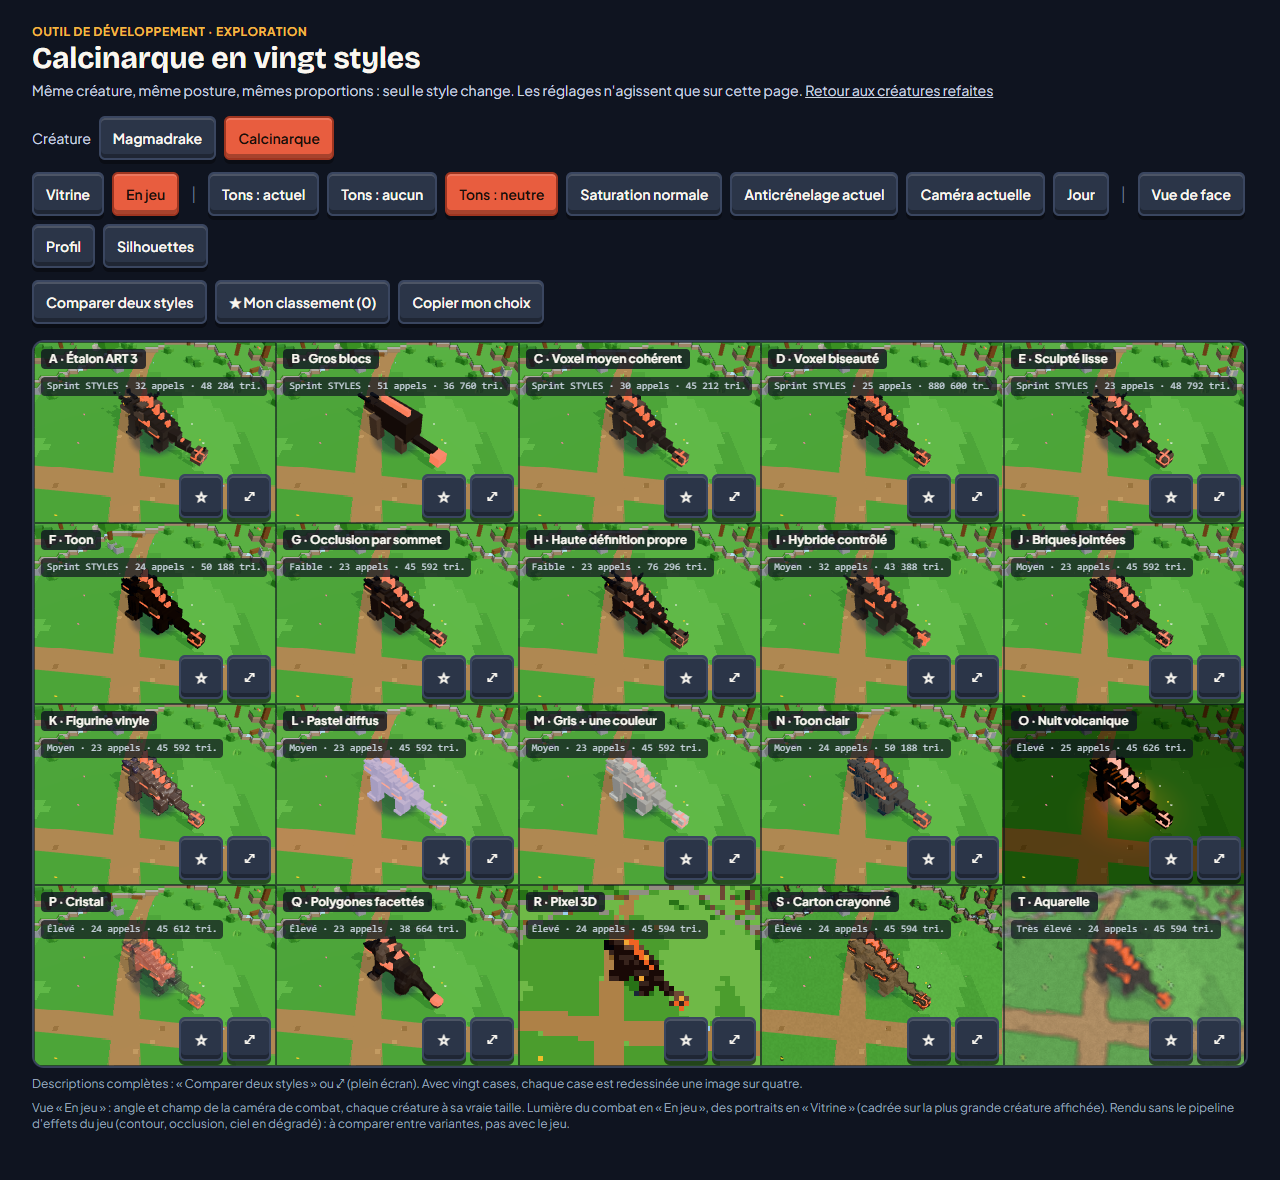 OUTIL DE DÉVELOPPEMENT · EXPLORATION
Calcinarque en vingt styles
Même créature, même posture, mêmes proportions : seul le style change. Les réglages n'agissent que sur cette page. Retour aux créatures refaites
Créature Magmadrake Calcinarque
Vitrine En jeu | Tons : actuel Tons : aucun Tons : neutre Saturation normale Anticrénelage actuel Caméra actuelle Jour | Vue de face
Profil Silhouettes
Comparer deux styles ★ Mon classement (0) Copier mon choix
A · Étalon ART 3 B · Gros blocs C · Voxel moyen cohérent D · Voxel biseauté E · Sculpté lisse
Sprint STYLES · 32 appels · 48 284 tri. Sprint STYLES · 51 appels · 36 760 tri. Sprint STYLES · 30 appels · 45 212 tri. Sprint STYLES · 25 appels · 880 600 tr… Sprint STYLES · 23 appels · 48 792 tri.
F · Toon G · Occlusion par sommet H · Haute définition propre I · Hybride contrôlé J · Briques jointées
Sprint STYLES · 24 appels · 50 188 tri. Faible · 23 appels · 45 592 tri. Faible · 23 appels · 76 296 tri. Moyen · 32 appels · 43 388 tri. Moyen · 23 appels · 45 592 tri.
K · Figurine vinyle L · Pastel diffus M · Gris + une couleur N · Toon clair O · Nuit volcanique
Moyen · 23 appels · 45 592 tri. Moyen · 23 appels · 45 592 tri. Moyen · 23 appels · 45 592 tri. Moyen · 24 appels · 50 188 tri. Élevé · 25 appels · 45 626 tri.
P · Cristal Q · Polygones facettés R · Pixel 3D S · Carton crayonné T · Aquarelle
Élevé · 24 appels · 45 612 tri. Élevé · 23 appels · 38 664 tri. Élevé · 24 appels · 45 594 tri. Élevé · 24 appels · 45 594 tri. Très élevé · 24 appels · 45 594 tri.
Descriptions complètes : « Comparer deux styles » ou ⤢ (plein écran). Avec vingt cases, chaque case est redessinée une image sur quatre.
Vue « En jeu » : angle et champ de la caméra de combat, chaque créature à sa vraie taille. Lumière du combat en « En jeu », des portraits en « Vitrine » (cadrée sur la plus grande créature affichée). Rendu sans le pipeline
d'effets du jeu (contour, occlusion, ciel en dégradé) : à comparer entre variantes, pas avec le jeu.